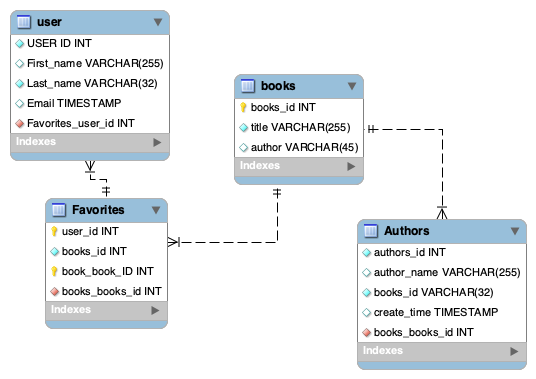 user
USER ID INT
First_name VARCHAR(255)
Last_name VARCHAR(32)
Email TIMESTAMP
Favorites_user_id INT
Indexes
books
books_id INT
title VARCHAR(255)
author VARCHAR(45)
Indexes
Favorites
user_id INT
books_id INT
book_book_ID INT
books_books_id INT
Indexes
Authors
authors_id INT
author_name VARCHAR(255)
books_id VARCHAR(32)
create_time TIMESTAMP
books_books_id INT
Indexes